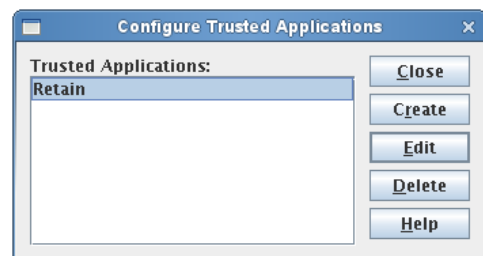 Configure Trusted Applications
Trusted Applications:
Retain
Close
Create
Edit
Delete
Help